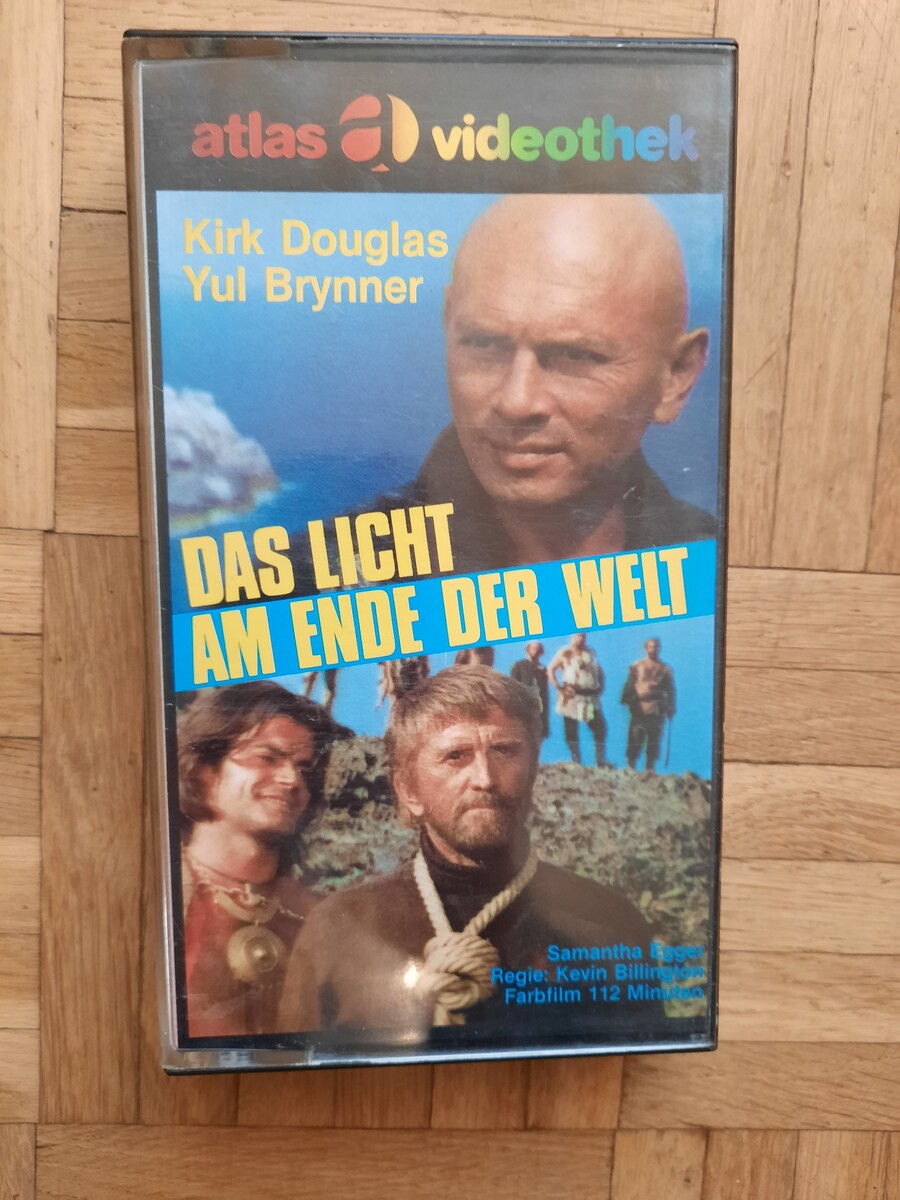 atlas a videothek
Kirk Douglas
Yul Brynner
DAS LICHT
AM ENDE DER WELT
Samantha Egger
Regie: Kevin Billington
Farbfilm 112 Minuten